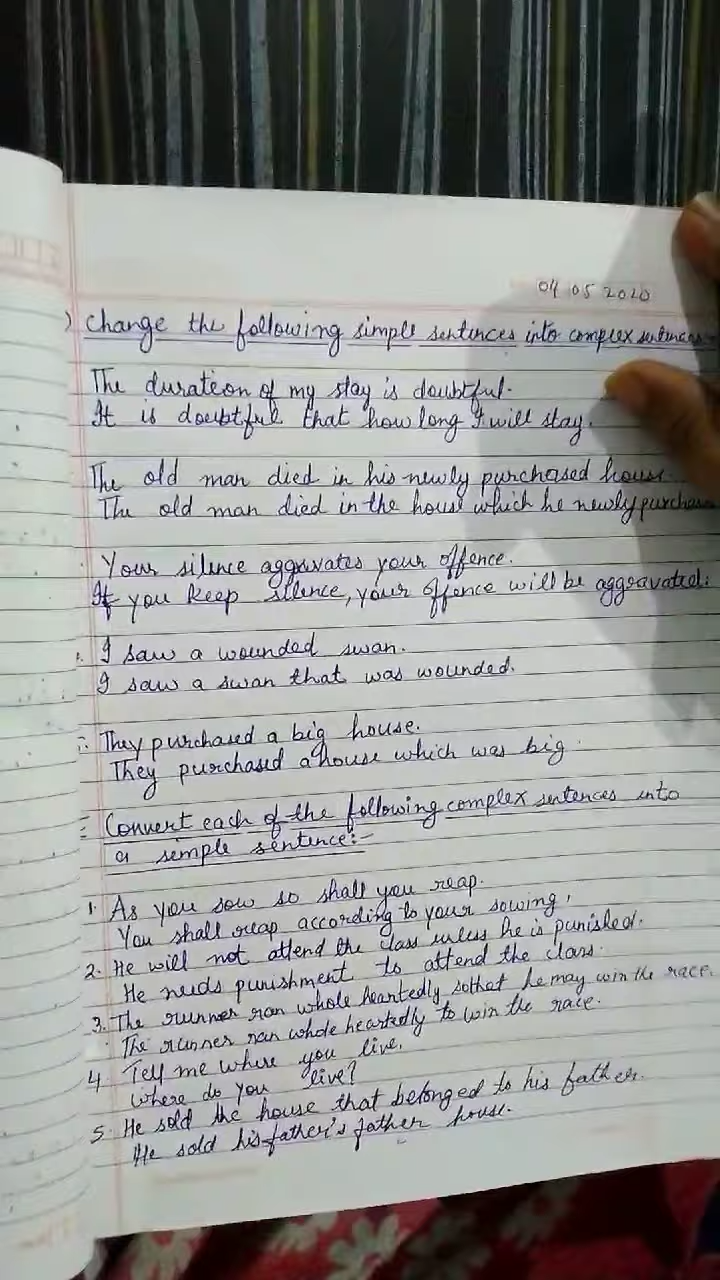 04 05 2020
) Change the following simple sentences into complex sentences
The duration of my stay is doubtful.
It is doubtful that how long I will stay.
The old man died in his newly purchased house.
The old man died in the house which he newly purchase
Your silence aggravates your offence.
If you keep silence, your offence will be aggravated.
I saw a wounded swan.
I saw a swan that was wounded.
They purchased a big house.
They purchased a house which was big.
Convert each of the following complex sentences into
a simple sentence:-
1. As you sow so shall you reap.
You shall reap according to your sowing.
2. He will not attend the class unless he is punished.
He needs punishment to attend the class.
3. The runner ran whole heartedly so that he may win the race.
The runner ran whole heartedly to win the race.
4 Tell me where you live.
Where do you live?
5. He sold the house that belonged to his father.
He sold his father's father house.